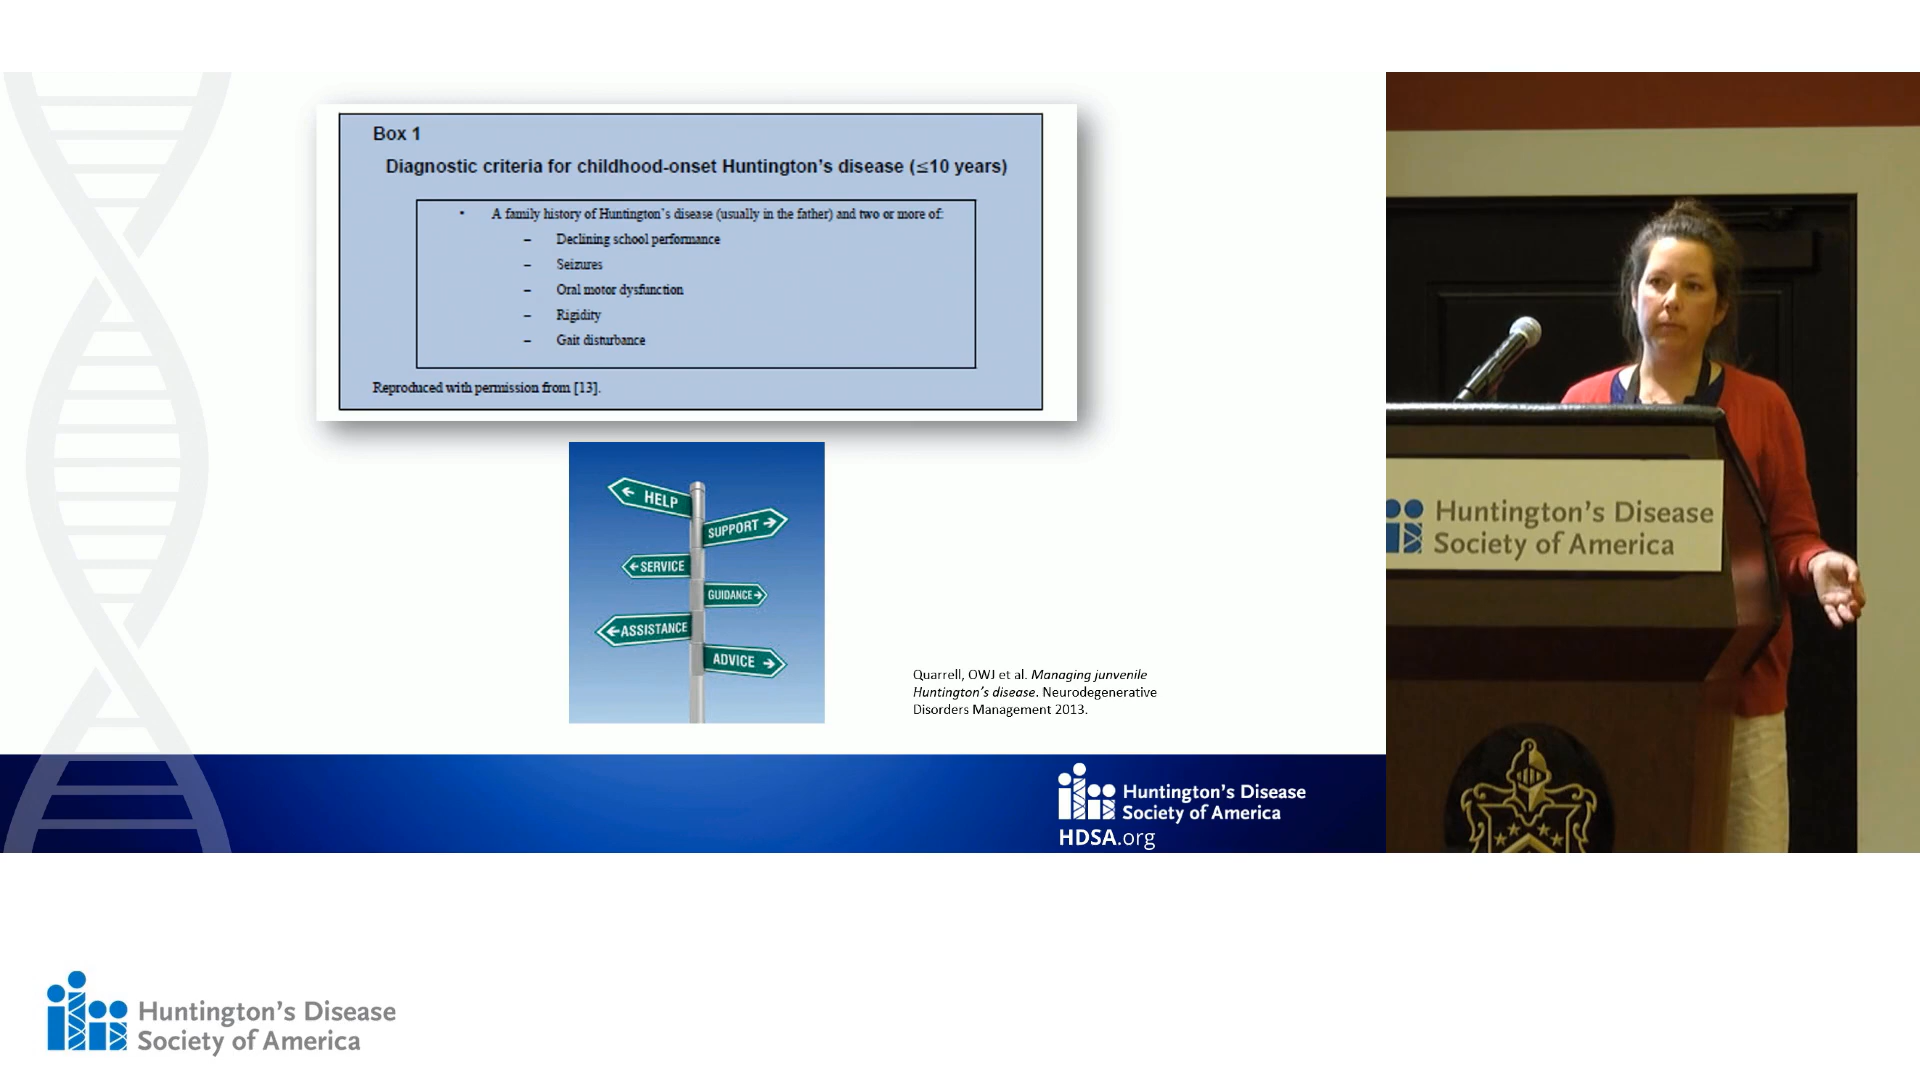 Box 1
Diagnostic criteria for childhood-onset Huntington's disease (≤10 years)
• A family history of Huntington's disease (usually in the father) and two or more of:
– Declining school performance
– Seizures
– Oral motor dysfunction
– Rigidity
– Gait disturbance
Reproduced with permission from [13].
HELP
SUPPORT
SERVICE
GUIDANCE
ASSISTANCE
ADVICE
Quarrell, OWJ et al. Managing junvenile
Huntington's disease. Neurodegenerative
Disorders Management 2013.
Huntington's Disease
Society of America
HDSA.org
Huntington's Disease
Society of America
Huntington's Disease
Society of America